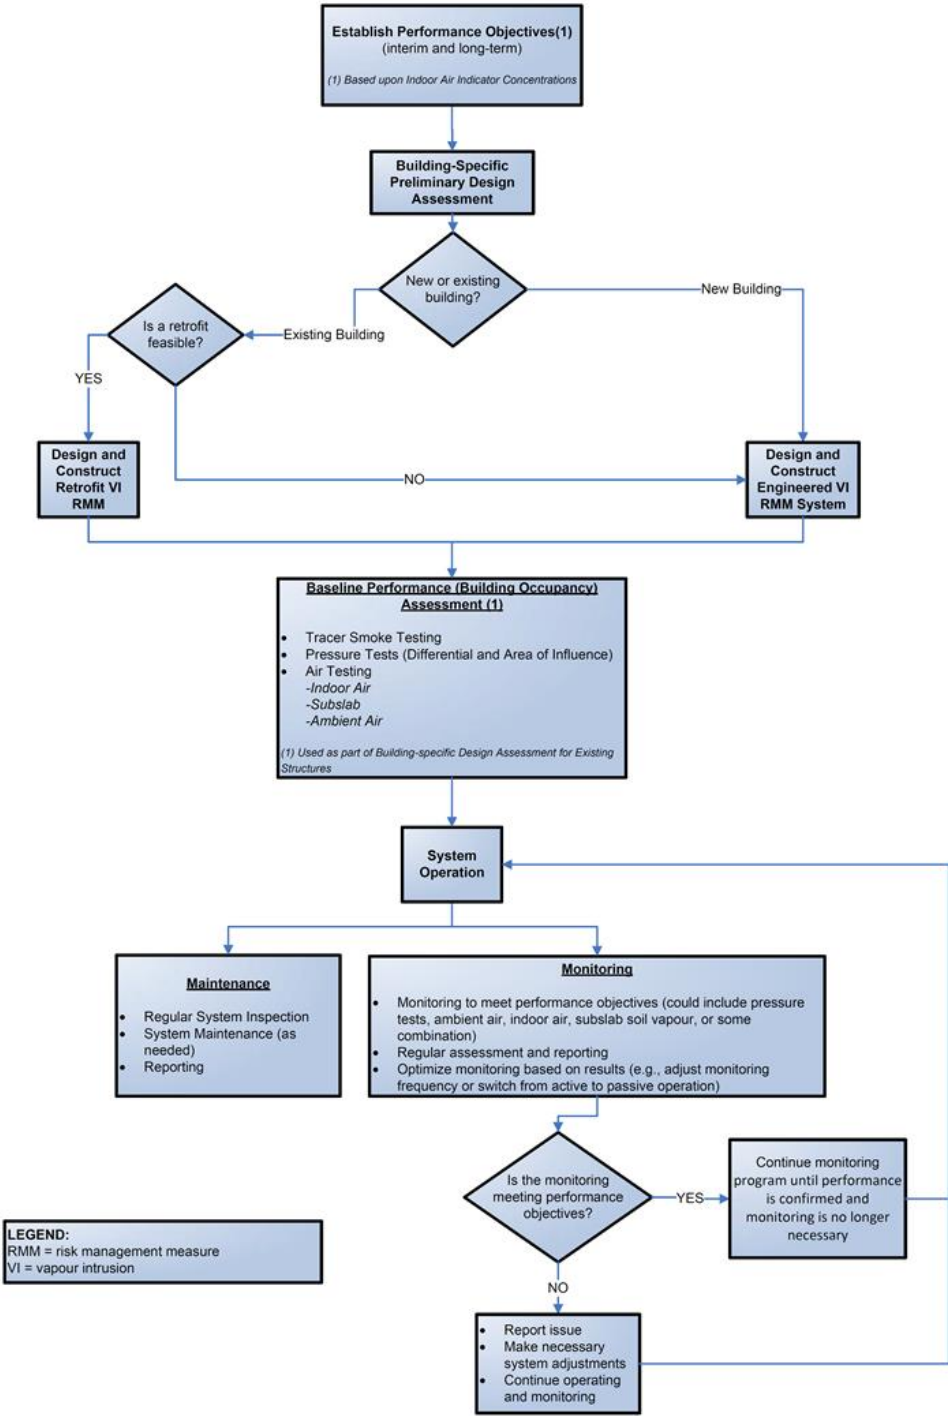 Establish Performance Objectives(1)
(interim and long-term)
(1) Based upon Indoor Air Indicator Concentrations
Building-Specific
Preliminary Design
Assessment
New or existing
building?
New Building
Existing Building
Is a retrofit
feasible?
YES
NO
Design and
Construct
Retrofit VI
RMM
Design and
Construct
Engineered VI
RMM System
Baseline Performance (Building Occupancy)
Assessment (1)
• Tracer Smoke Testing
• Pressure Tests (Differential and Area of Influence)
• Air Testing
-Indoor Air
-Subslab
-Ambient Air
(1) Used as part of Building-specific Design Assessment for Existing
Structures
System
Operation
Maintenance
• Regular System Inspection
• System Maintenance (as
needed)
• Reporting
Monitoring
• Monitoring to meet performance objectives (could include pressure
tests, ambient air, indoor air, subslab soil vapour, or some
combination)
• Regular assessment and reporting
• Optimize monitoring based on results (e.g., adjust monitoring
frequency or switch from active to passive operation)
Is the monitoring
meeting performance
objectives?
YES
Continue monitoring
program until performance
is confirmed and
monitoring is no longer
necessary
NO
• Report issue
• Make necessary
system adjustments
• Continue operating
and monitoring
LEGEND:
RMM = risk management measure
VI = vapour intrusion